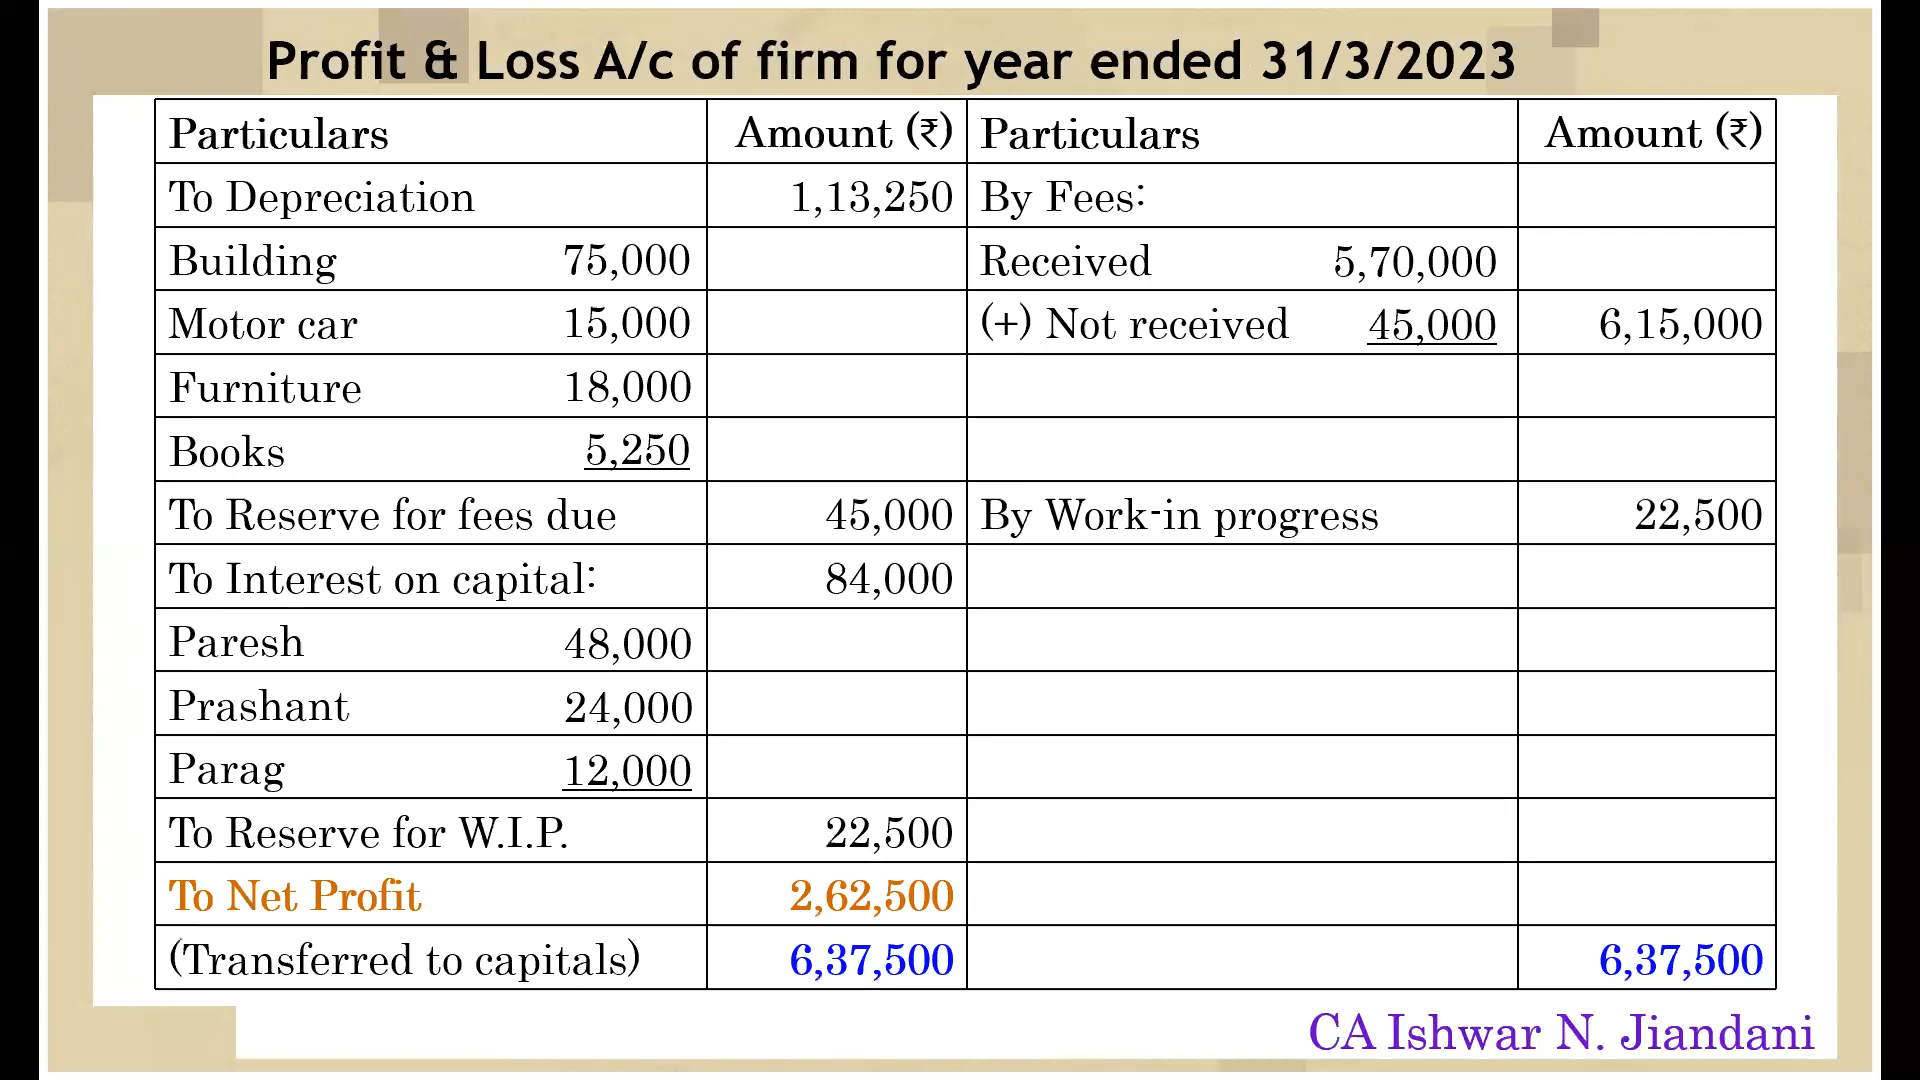 Profit & Loss A/c of firm for year ended 31/3/2023
Particulars Amount (₹) Particulars Amount (₹)
To Depreciation 1,13,250 By Fees:
Building 75,000 Received 5,70,000
Motor car 15,000 (+) Not received 45,000 6,15,000
Furniture 18,000
Books 5,250
To Reserve for fees due 45,000 By Work-in progress 22,500
To Interest on capital: 84,000
Paresh 48,000
Prashant 24,000
Parag 12,000
To Reserve for W.I.P. 22,500
To Net Profit 2,62,500
(Transferred to capitals) 6,37,500 6,37,500
CA Ishwar N. Jiandani